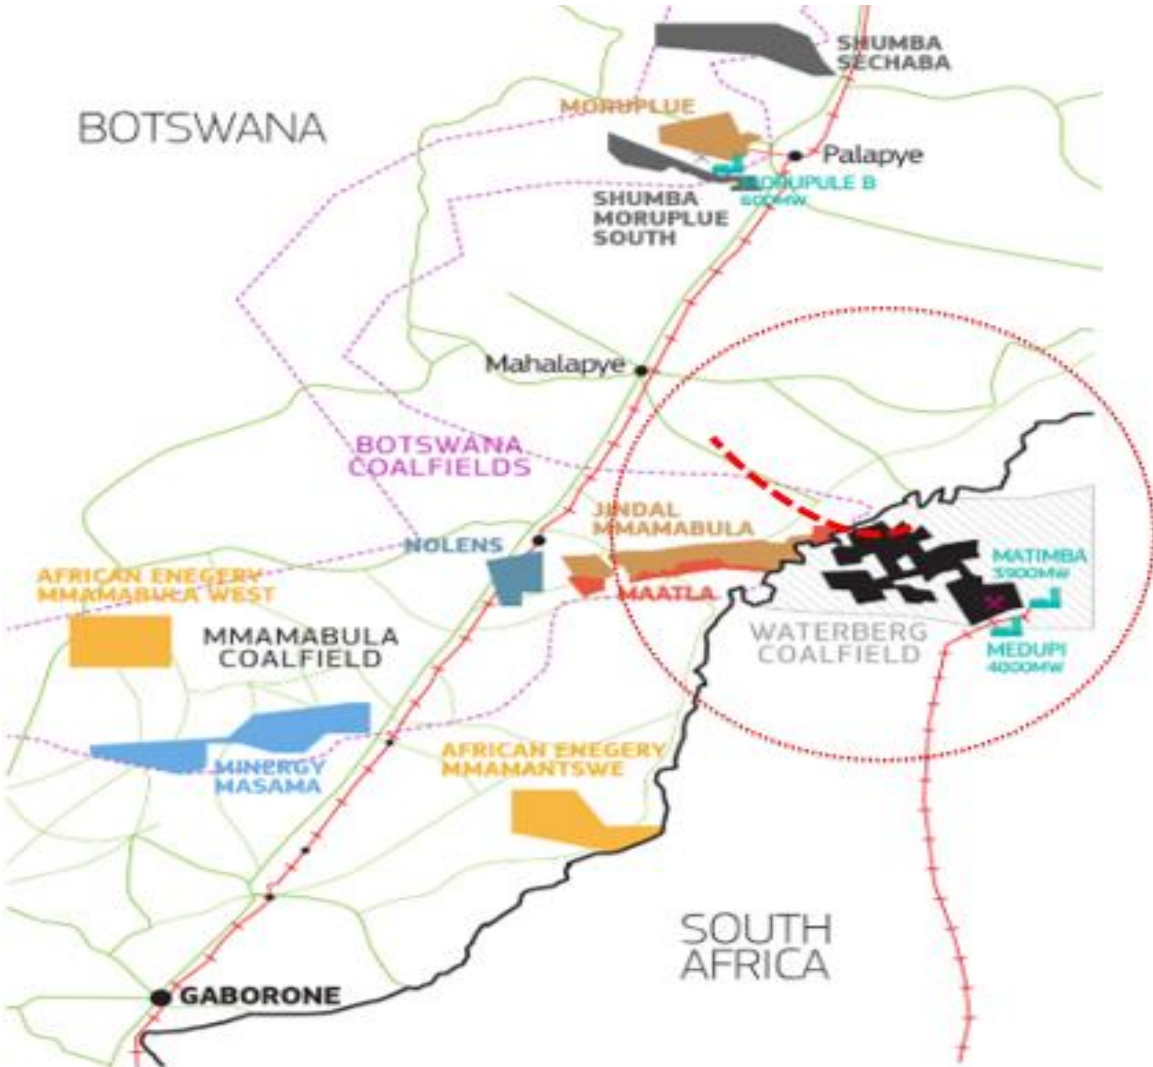 SHUMBA
SECHABA
MORUPLUE
BOTSWANA
Palapye
MORUPULE B
600MW
SHUMBA
MORUPLUE
SOUTH
Mahalapye
BOTSWANA
COALFIELDS
JINDAL
MMAMABULA
NOLENS
MATIMBA
3900MW
AFRICAN ENEGERY
MMAMABULA WEST
MAATLA
MMAMABULA
COALFIELD
WATERBERG
COALFIELD
MEDUPI
4000MW
AFRICAN ENEGERY
MMAMANTSWE
MINERGY
MASAMA
SOUTH
AFRICA
GABORONE